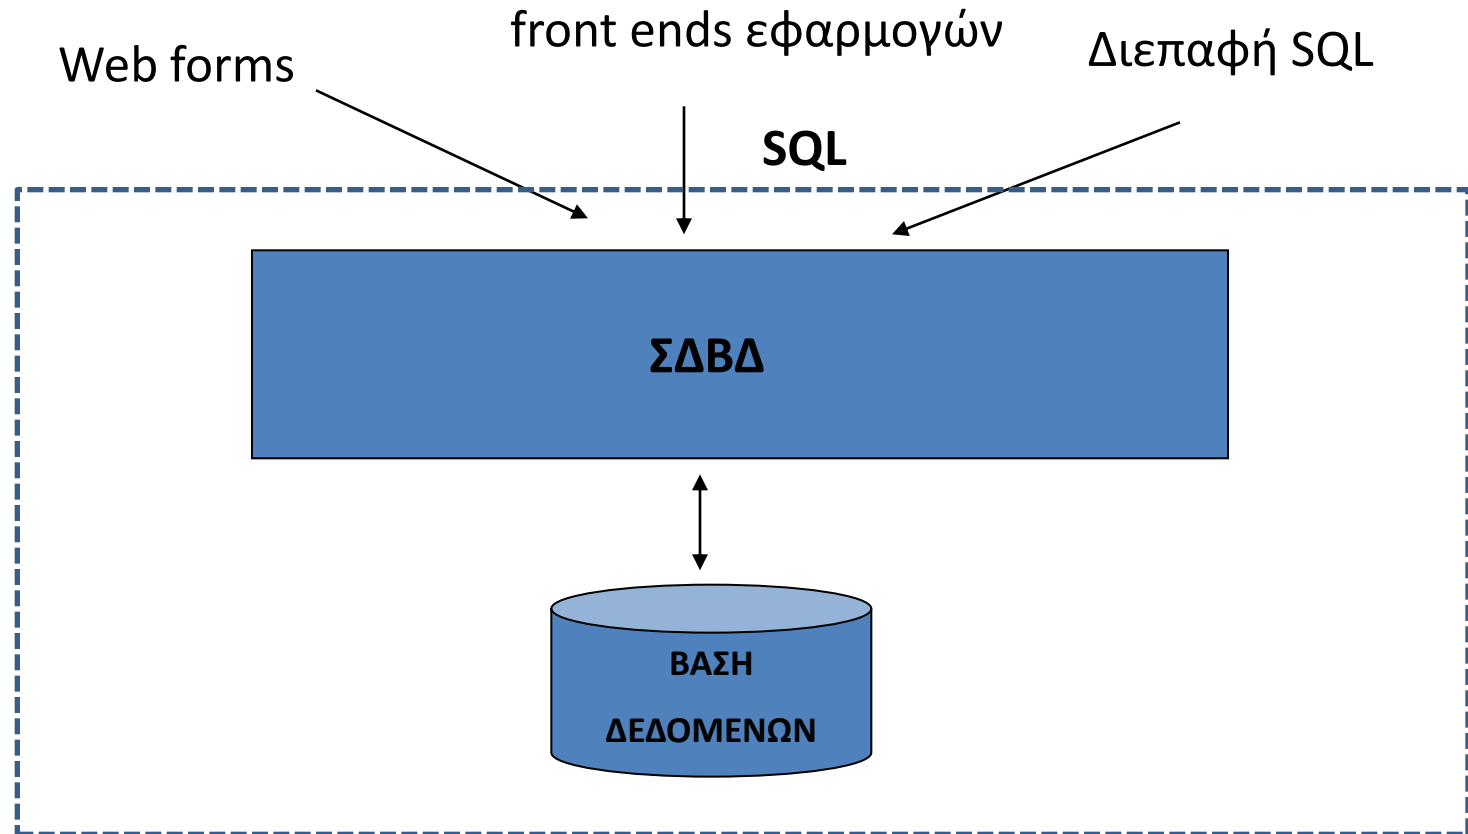 Web forms
front ends εφαρμογών
Διεπαφή SQL
SQL
ΣΔΒΔ
ΒΑΣΗ
ΔΕΔΟΜΕΝΩΝ